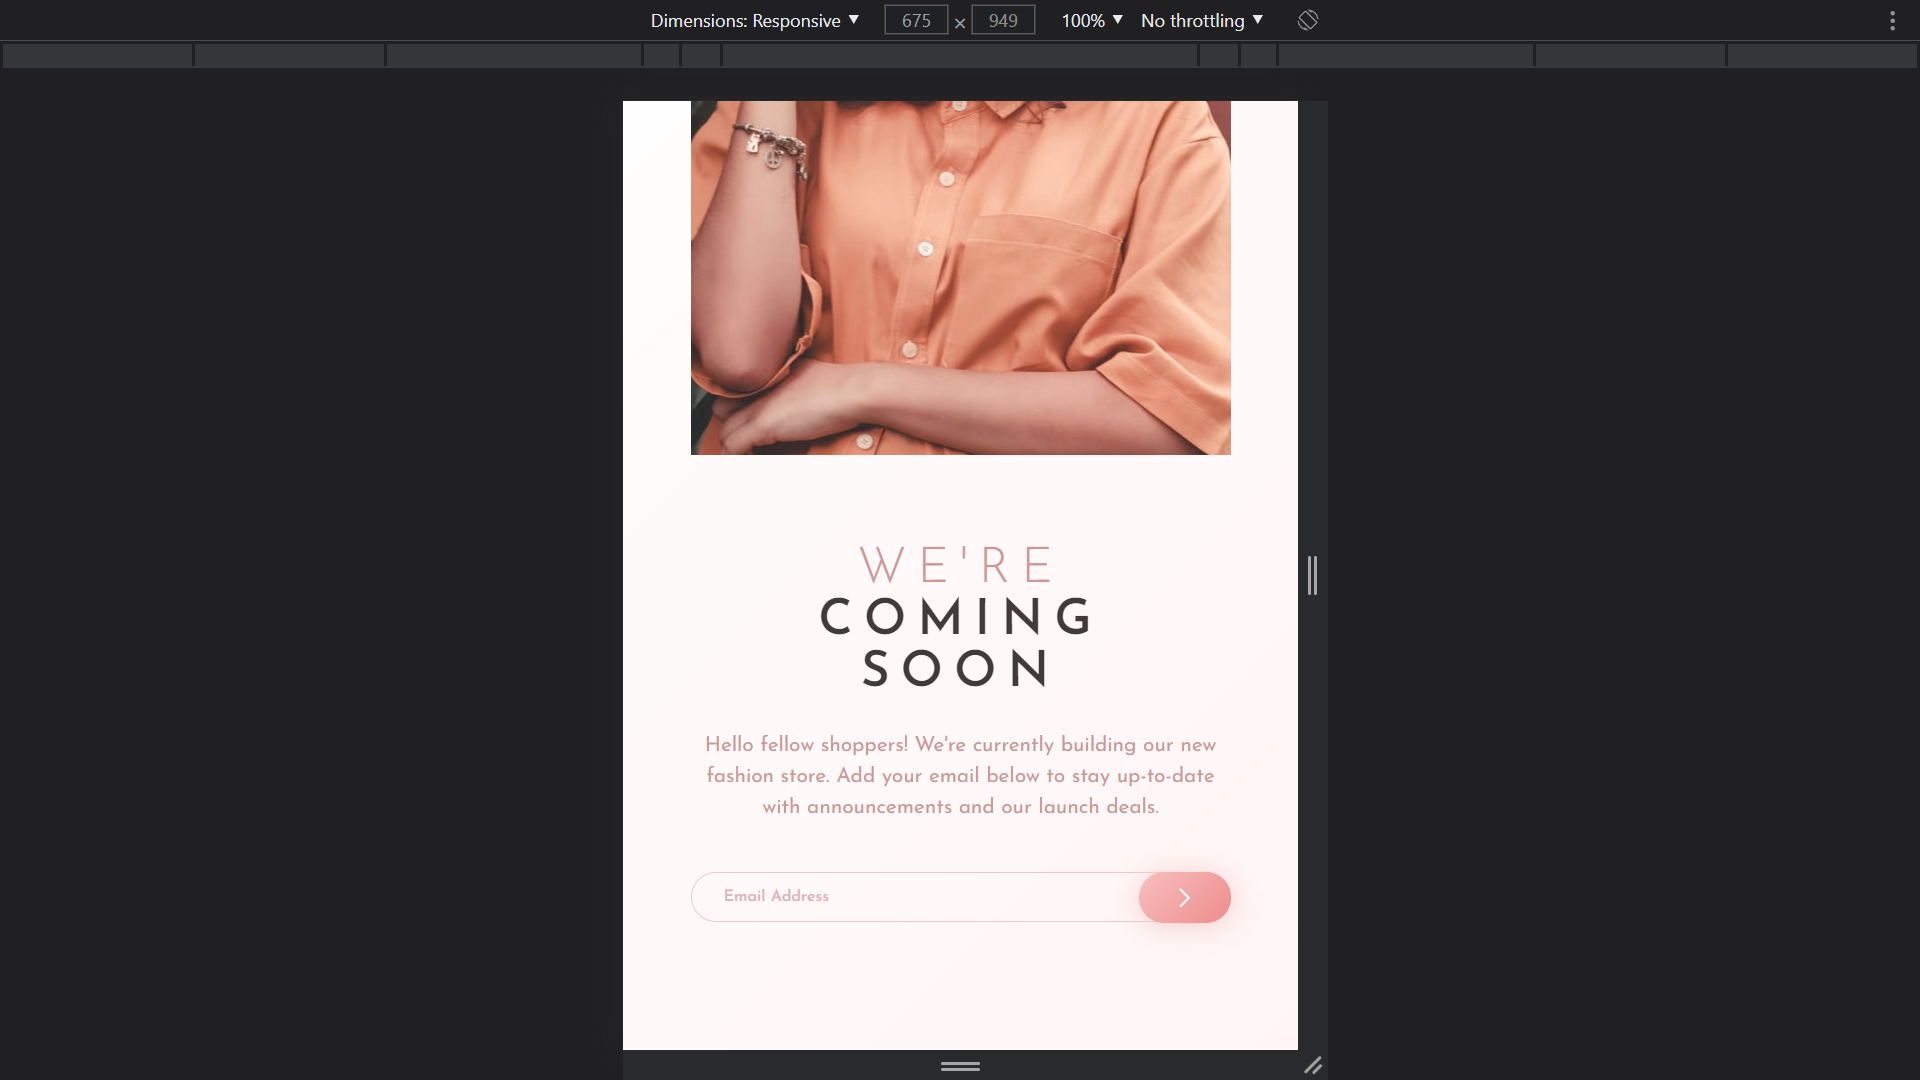 Dimensions: Responsive ▼ 675 × 949 100% ▼ No throttling ▼
WE'RE
COMING
SOON
Hello fellow shoppers! We're currently building our new
fashion store. Add your email below to stay up-to-date
with announcements and our launch deals.
Email Address